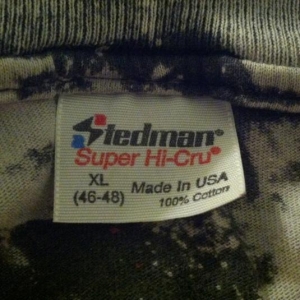 Stedman®
Super Hi-Cru®
XL
(46-48)
Made In USA
100% Cotton